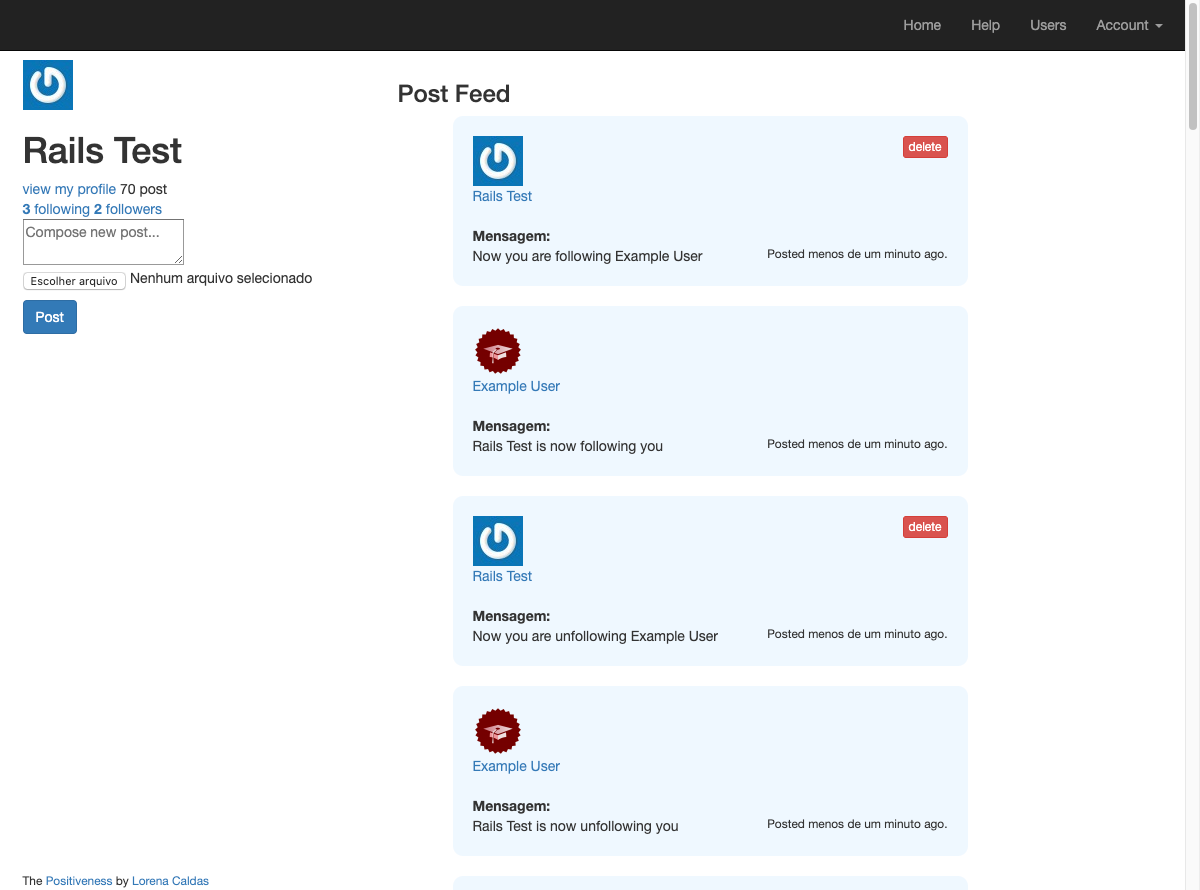 Home Help Users Account
Rails Test
view my profile 70 post
3 following 2 followers
Compose new post...
Escolher arquivo Nenhum arquivo selecionado
Post
Post Feed
delete
Rails Test
Mensagem:
Now you are following Example User
Posted menos de um minuto ago.
Example User
Mensagem:
Rails Test is now following you
Posted menos de um minuto ago.
delete
Rails Test
Mensagem:
Now you are unfollowing Example User
Posted menos de um minuto ago.
Example User
Mensagem:
Rails Test is now unfollowing you
Posted menos de um minuto ago.
The Positiveness by Lorena Caldas